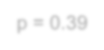 p = 0.39